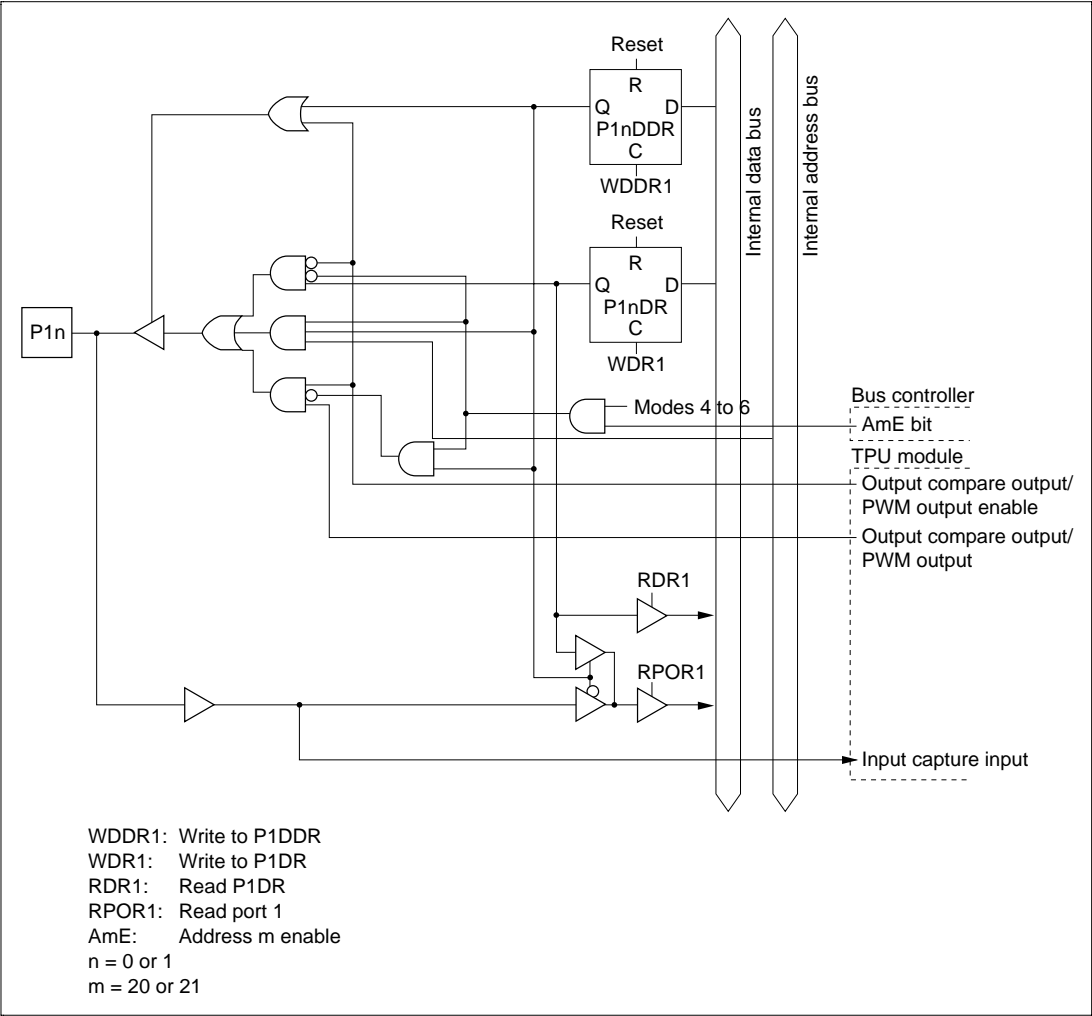 Reset
R
Q D
P1nDDR
C
WDDR1
Internal data bus
Internal address bus
Reset
R
Q D
P1nDR
C
WDR1
P1n
Modes 4 to 6
Bus controller
AmE bit
TPU module
Output compare output/
PWM output enable
Output compare output/
PWM output
RDR1
RPOR1
Input capture input
WDDR1: Write to P1DDR
WDR1: Write to P1DR
RDR1: Read P1DR
RPOR1: Read port 1
AmE: Address m enable
n = 0 or 1
m = 20 or 21